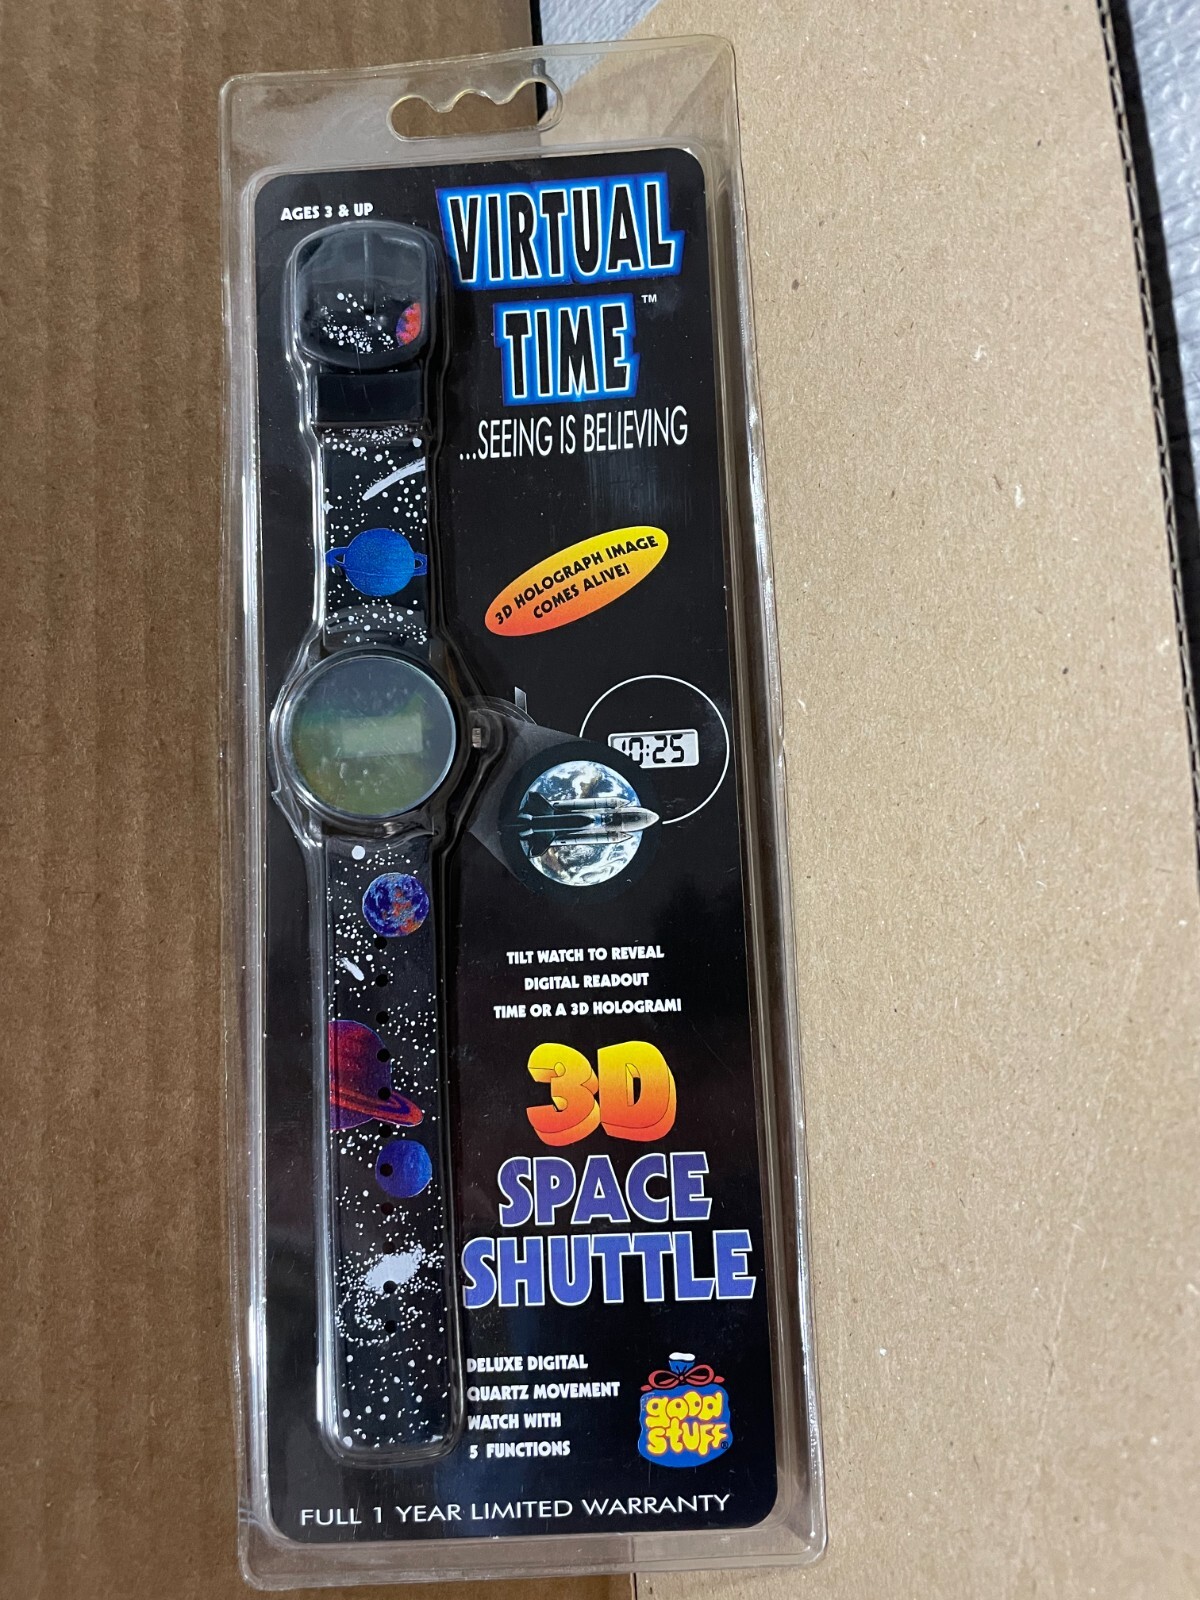 AGES 3 & UP
VIRTUAL
TIME™
...SEEING IS BELIEVING
3D HOLOGRAPH IMAGE
COMES ALIVE!
10:25
TILT WATCH TO REVEAL
DIGITAL READOUT
TIME OR A 3D HOLOGRAM!
3D
SPACE
SHUTTLE
DELUXE DIGITAL
QUARTZ MOVEMENT
WATCH WITH
5 FUNCTIONS
good
stuff®
FULL 1 YEAR LIMITED WARRANTY